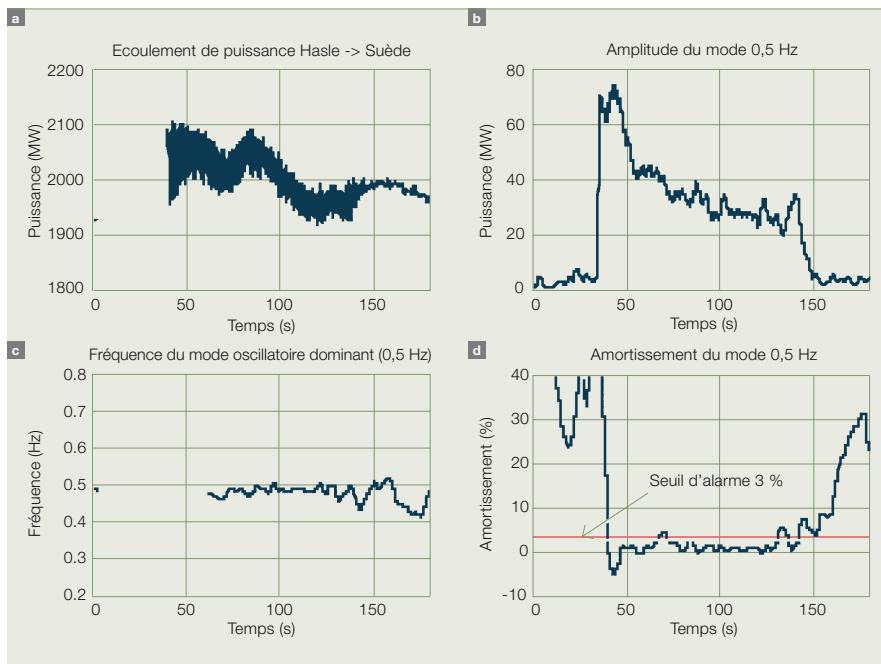 a
Ecoulement de puissance Hasle -> Suède
Puissance (MW)
2200
2100
2000
1900
1800
0 50 100 150
Temps (s)
b
Amplitude du mode 0,5 Hz
Puissance (MW)
80
60
40
20
0
0 50 100 150
Temps (s)
c
Fréquence du mode oscillatoire dominant (0,5 Hz)
Fréquence (Hz)
0.8
0.7
0.6
0.5
0.4
0.3
0.2
0 50 100 150
Temps (s)
d
Amortissement du mode 0,5 Hz
Amortissement (%)
40
30
20
10
0
-10
Seuil d'alarme 3 %
0 50 100 150
Temps (s)